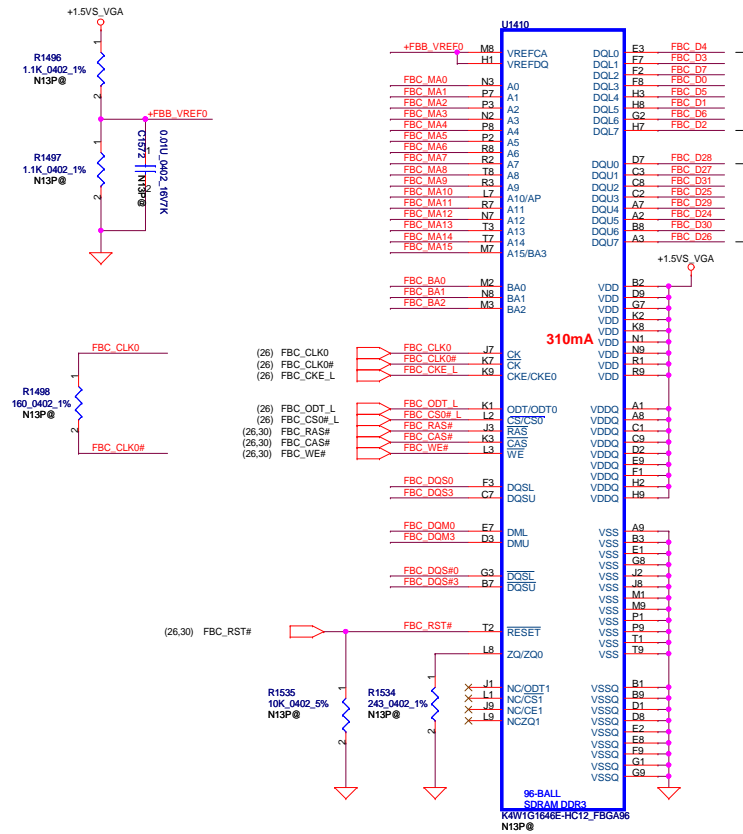 +1.5VS_VGA
1
R1496
1.1K_0402_1%
N13P@
2
+FBB_VREF0
1
R1497
1.1K_0402_1%
N13P@
2
1
C1572
N13P@
2
0.01U_0402_16V7K
FBC_CLK0
1
R1498
160_0402_1%
N13P@
2
FBC_CLK0#
U1410
+FBB_VREF0 M8 VREFCA
H1 VREFDQ
FBC_MA0 N3 A0
FBC_MA1 P7 A1
FBC_MA2 P3 A2
FBC_MA3 N2 A3
FBC_MA4 P8 A4
FBC_MA5 P2 A5
FBC_MA6 R8 A6
FBC_MA7 R2 A7
FBC_MA8 T8 A8
FBC_MA9 R3 A9
FBC_MA10 L7 A10/AP
FBC_MA11 R7 A11
FBC_MA12 N7 A12
FBC_MA13 T3 A13
FBC_MA14 T7 A14
FBC_MA15 M7 A15/BA3
FBC_BA0 M2 BA0
FBC_BA1 N8 BA1
FBC_BA2 M3 BA2
(26) FBC_CLK0 FBC_CLK0 J7 CK
(26) FBC_CLK0# FBC_CLK0# K7 CK
(26) FBC_CKE_L FBC_CKE_L K9 CKE/CKE0
(26) FBC_ODT_L FBC_ODT_L K1 ODT/ODT0
(26) FBC_CS0#_L FBC_CS0#_L L2 CS/CS0
(26,30) FBC_RAS# FBC_RAS# J3 RAS
(26,30) FBC_CAS# FBC_CAS# K3 CAS
(26,30) FBC_WE# FBC_WE# L3 WE
FBC_DQS0 F3 DQSL
FBC_DQS3 C7 DQSU
FBC_DQM0 E7 DML
FBC_DQM3 D3 DMU
FBC_DQS#0 G3 DQSL
FBC_DQS#3 B7 DQSU
(26,30) FBC_RST# FBC_RST# T2 RESET
L8 ZQ/ZQ0
J1 NC/ODT1
L1 NC/CS1
J9 NC/CE1
L9 NCZQ1
1
R1535
10K_0402_5%
N13P@
2
1
R1534
243_0402_1%
N13P@
2
DQL0 E3 FBC_D4
DQL1 F7 FBC_D3
DQL2 F2 FBC_D7
DQL3 F8 FBC_D0
DQL4 H3 FBC_D5
DQL5 H8 FBC_D1
DQL6 G2 FBC_D6
DQL7 H7 FBC_D2
DQU0 D7 FBC_D28
DQU1 C3 FBC_D27
DQU2 C8 FBC_D31
DQU3 C2 FBC_D25
DQU4 A7 FBC_D29
DQU5 A2 FBC_D24
DQU6 B8 FBC_D30
DQU7 A3 FBC_D26
+1.5VS_VGA
VDD B2
VDD D9
VDD G7
VDD K2
VDD K8
VDD N1
310mA
VDD N9
VDD R1
VDD R9
VDDQ A1
VDDQ A8
VDDQ C1
VDDQ C9
VDDQ D2
VDDQ E9
VDDQ F1
VDDQ H2
VDDQ H9
VSS A9
VSS B3
VSS E1
VSS G8
VSS J2
VSS J8
VSS M1
VSS M9
VSS P1
VSS P9
VSS T1
VSS T9
VSSQ B1
VSSQ B9
VSSQ D1
VSSQ D8
VSSQ E2
VSSQ E8
VSSQ F9
VSSQ G1
VSSQ G9
96-BALL
SDRAM DDR3
K4W1G1646E-HC12_FBGA96
N13P@